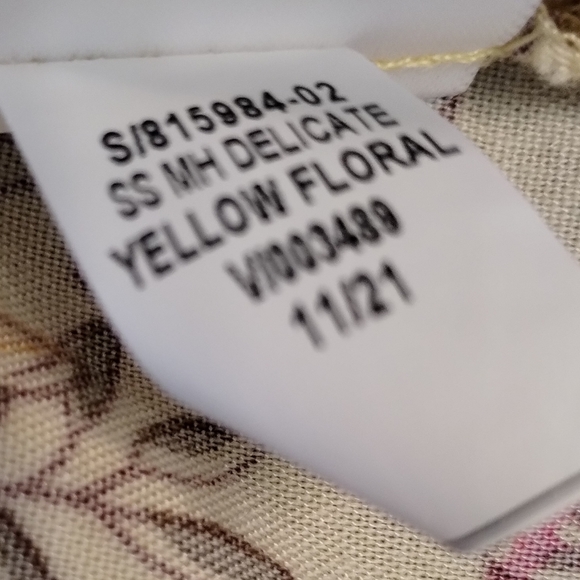 S/815984-02
SS MH DELICATE
YELLOW FLORAL
V/003489
11/21